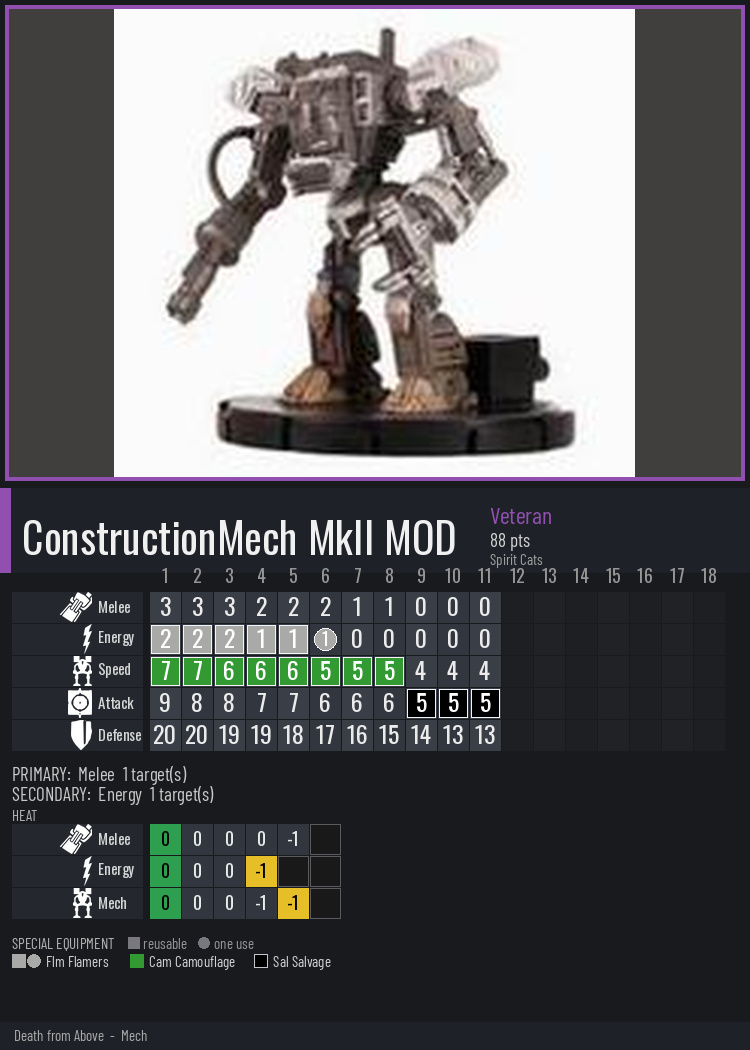 ConstructionMech MkII MOD
Veteran
88 pts
Spirit Cats
1 2 3 4 5 6 7 8 9 10 11 12 13 14 15 16 17 18
Melee 3 3 3 2 2 2 1 1 0 0 0
Energy 2 2 2 1 1 1 0 0 0 0 0
Speed 7 7 6 6 6 5 5 5 4 4 4
Attack 9 8 8 7 7 6 6 6 5 5 5
Defense 20 20 19 19 18 17 16 15 14 13 13
PRIMARY: Melee 1 target(s)
SECONDARY: Energy 1 target(s)
HEAT
Melee 0 0 0 0 -1
Energy 0 0 0 -1
Mech 0 0 0 -1 -1
SPECIAL EQUIPMENT reusable one use
Flm Flamers Cam Camouflage Sal Salvage
Death from Above - Mech